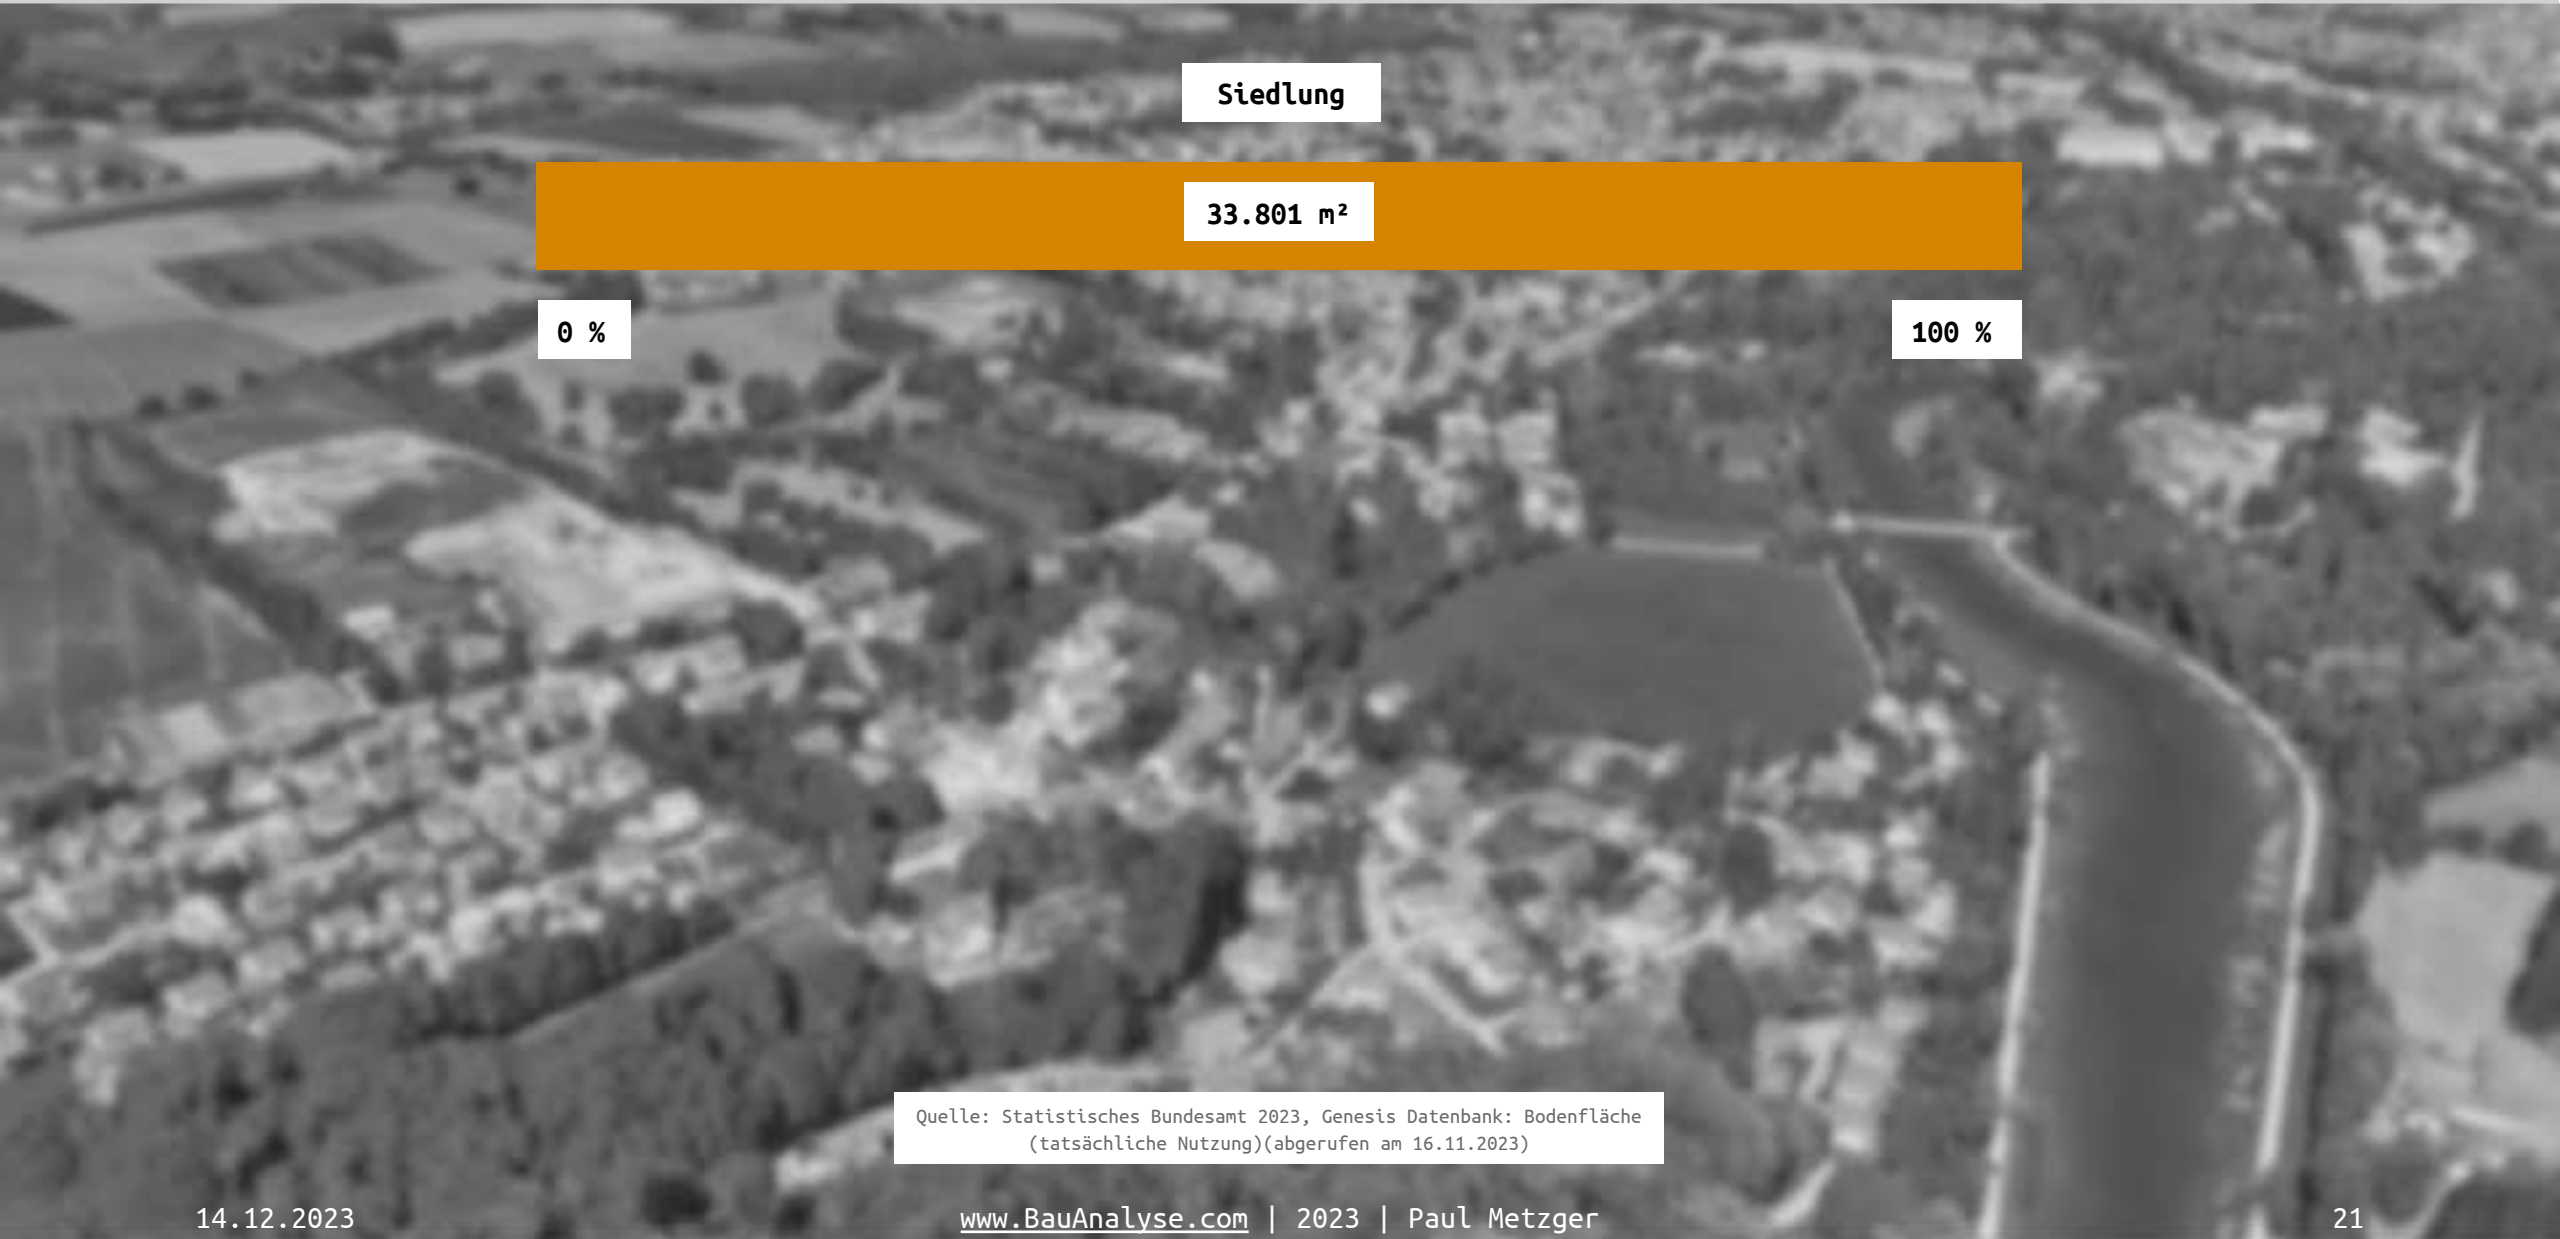 Siedlung
33.801 m²
0 %
100 %
Quelle: Statistisches Bundesamt 2023, Genesis Datenbank: Bodenfläche
(tatsächliche Nutzung)(abgerufen am 16.11.2023)
14.12.2023
www.BauAnalyse.com | 2023 | Paul Metzger
21